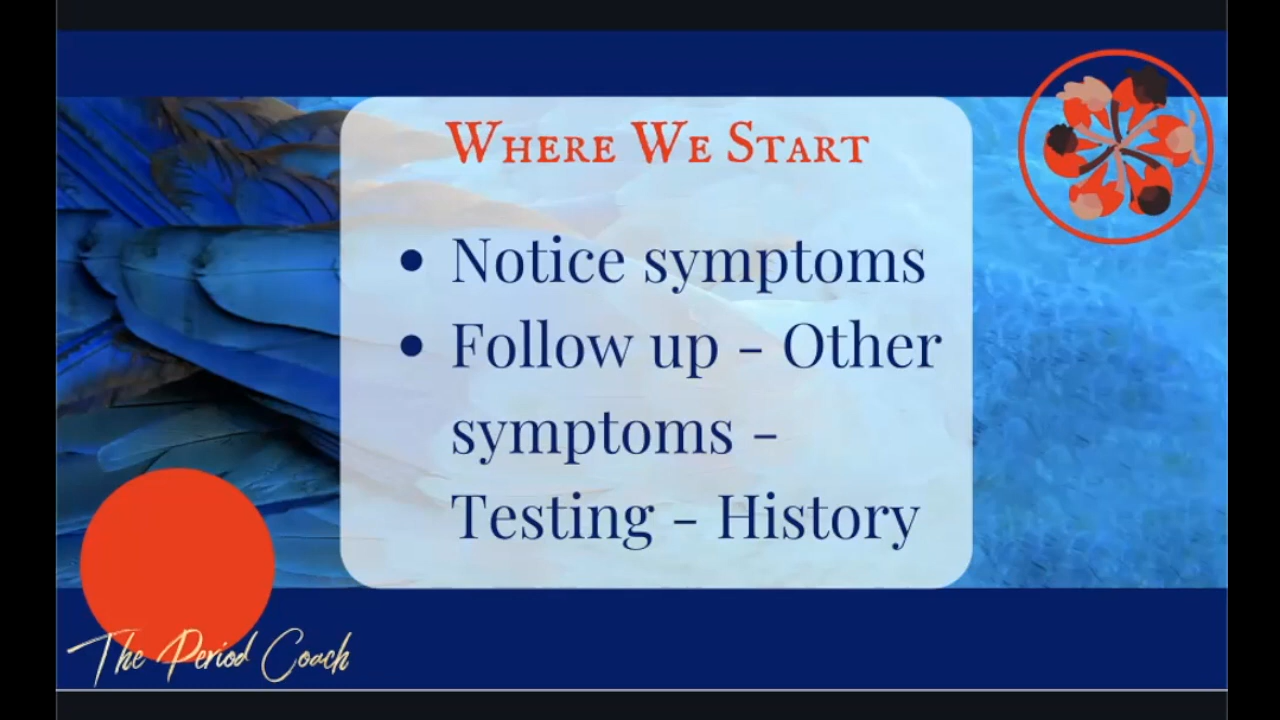 Where We Start
• Notice symptoms
• Follow up - Other
symptoms -
Testing - History
The Period Coach